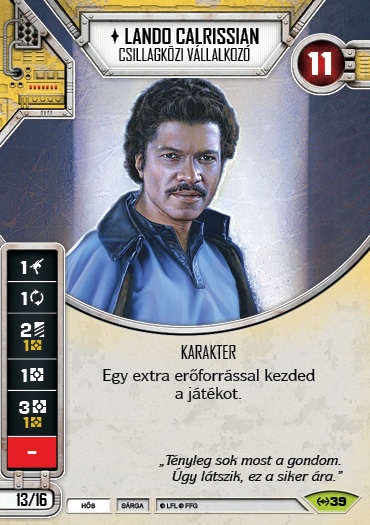 LANDO CALRISSIAN
CSILLAGKÖZI VÁLLALKOZÓ
11
1
1
2
1
1
3
1
-
13/16
KARAKTER
Egy extra erőforrással kezded
a játékot.
„Tényleg sok most a gondom.
Úgy látszik, ez a siker ára.”
HŐS
SÁRGA
© LFL © FFG
39